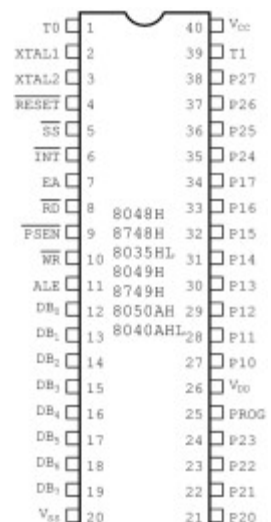 T0 1 40 Vcc
XTAL1 2 39 T1
XTAL2 3 38 P27
RESET 4 37 P26
SS 5 36 P25
INT 6 35 P24
EA 7 34 P17
RD 8 8048H 33 P16
PSEN 9 8748H 32 P15
WR 10 8035HL 31 P14
ALE 11 8049H 30 P13
DB0 12 8749H 29 P12
DB1 13 8050AH 28 P11
DB2 14 8040AHL 27 P10
DB3 15 26 VDD
DB4 16 25 PROG
DB5 17 24 P23
DB6 18 23 P22
DB7 19 22 P21
VSS 20 21 P20